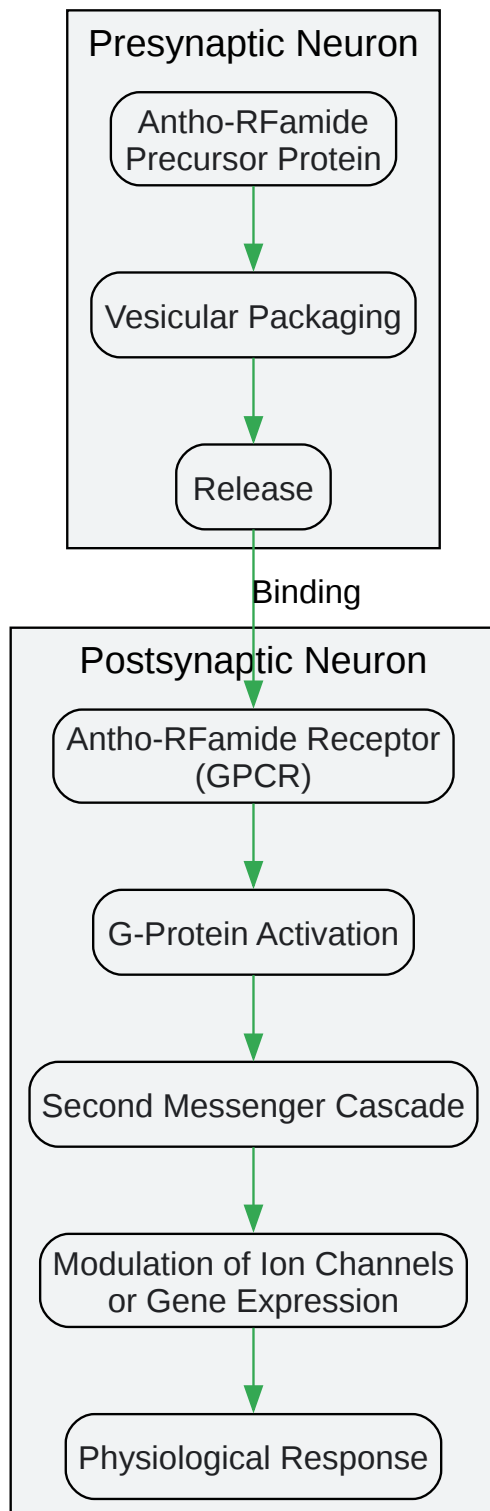 Presynaptic Neuron
Antho-RFamide
Precursor Protein
Vesicular Packaging
Release
Binding
Postsynaptic Neuron
Antho-RFamide Receptor
(GPCR)
G-Protein Activation
Second Messenger Cascade
Modulation of Ion Channels
or Gene Expression
Physiological Response